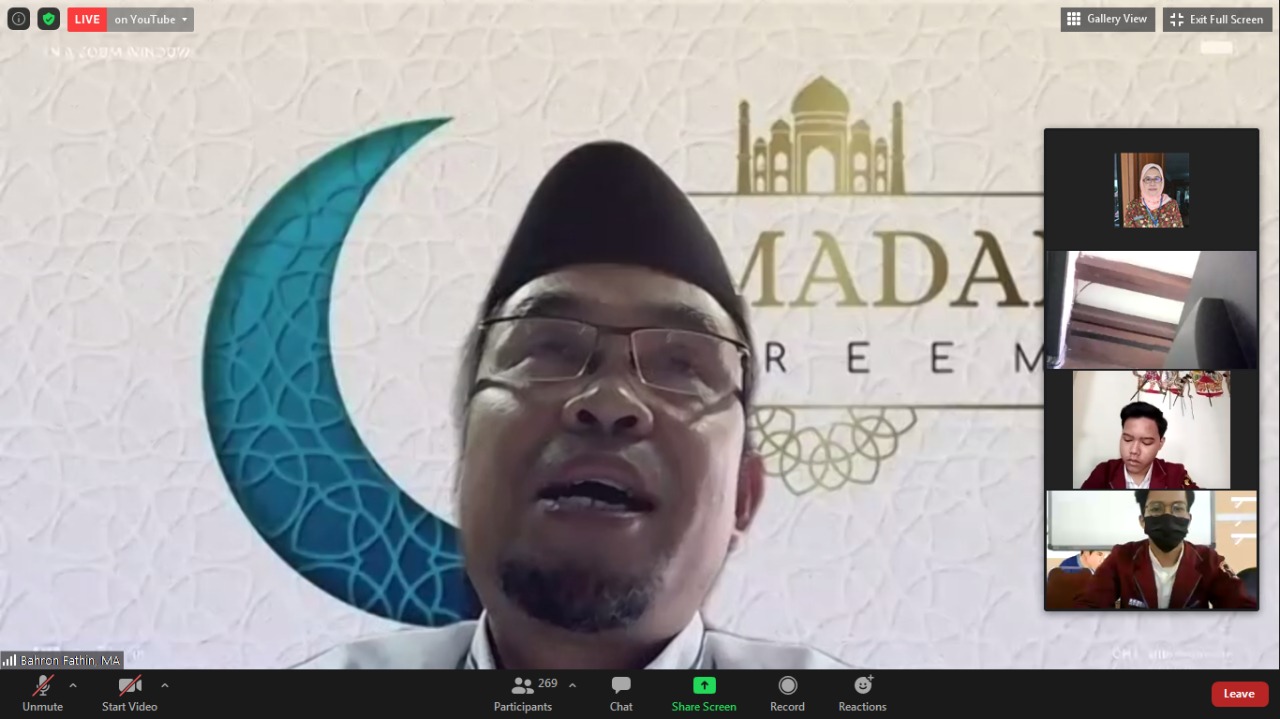 LIVE on YouTube
Gallery View
Exit Full Screen
MADA
REEM
Bahron Fathin, MA
Unmute
Start Video
Participants 269
Chat
Share Screen
Record
Reactions
Leave